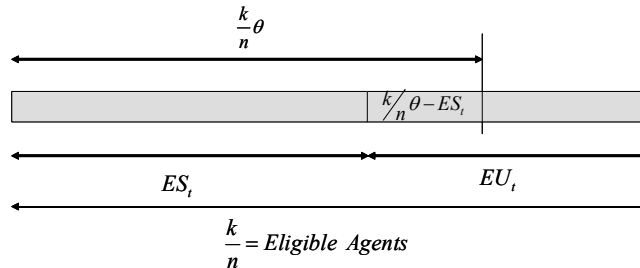 k/n θ
k/n θ − ES_t
ES_t
EU_t
k/n = Eligible Agents